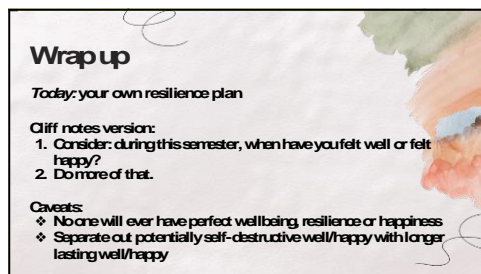 Wrap up
Today: your own resilience plan
Cliff notes version:
1. Consider: during this semester, when have you felt well or felt
happy?
2. Do more of that.
Caveats:
❖ No one will ever have perfect wellbeing, resilience or happiness
❖ Separate out potentially self-destructive well/happy with longer
lasting well/happy